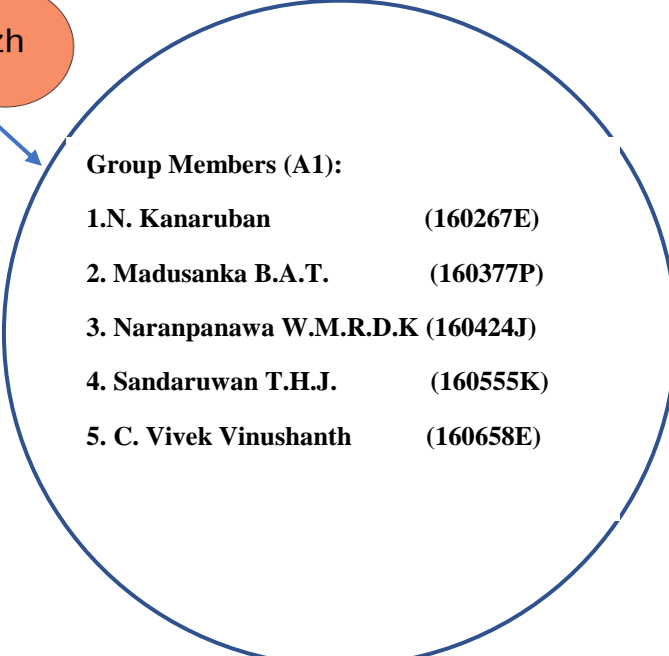 zh
Group Members (A1):
1.N. Kanaruban (160267E)
2. Madusanka B.A.T. (160377P)
3. Naranpanawa W.M.R.D.K (160424J)
4. Sandaruwan T.H.J. (160555K)
5. C. Vivek Vinushanth (160658E)